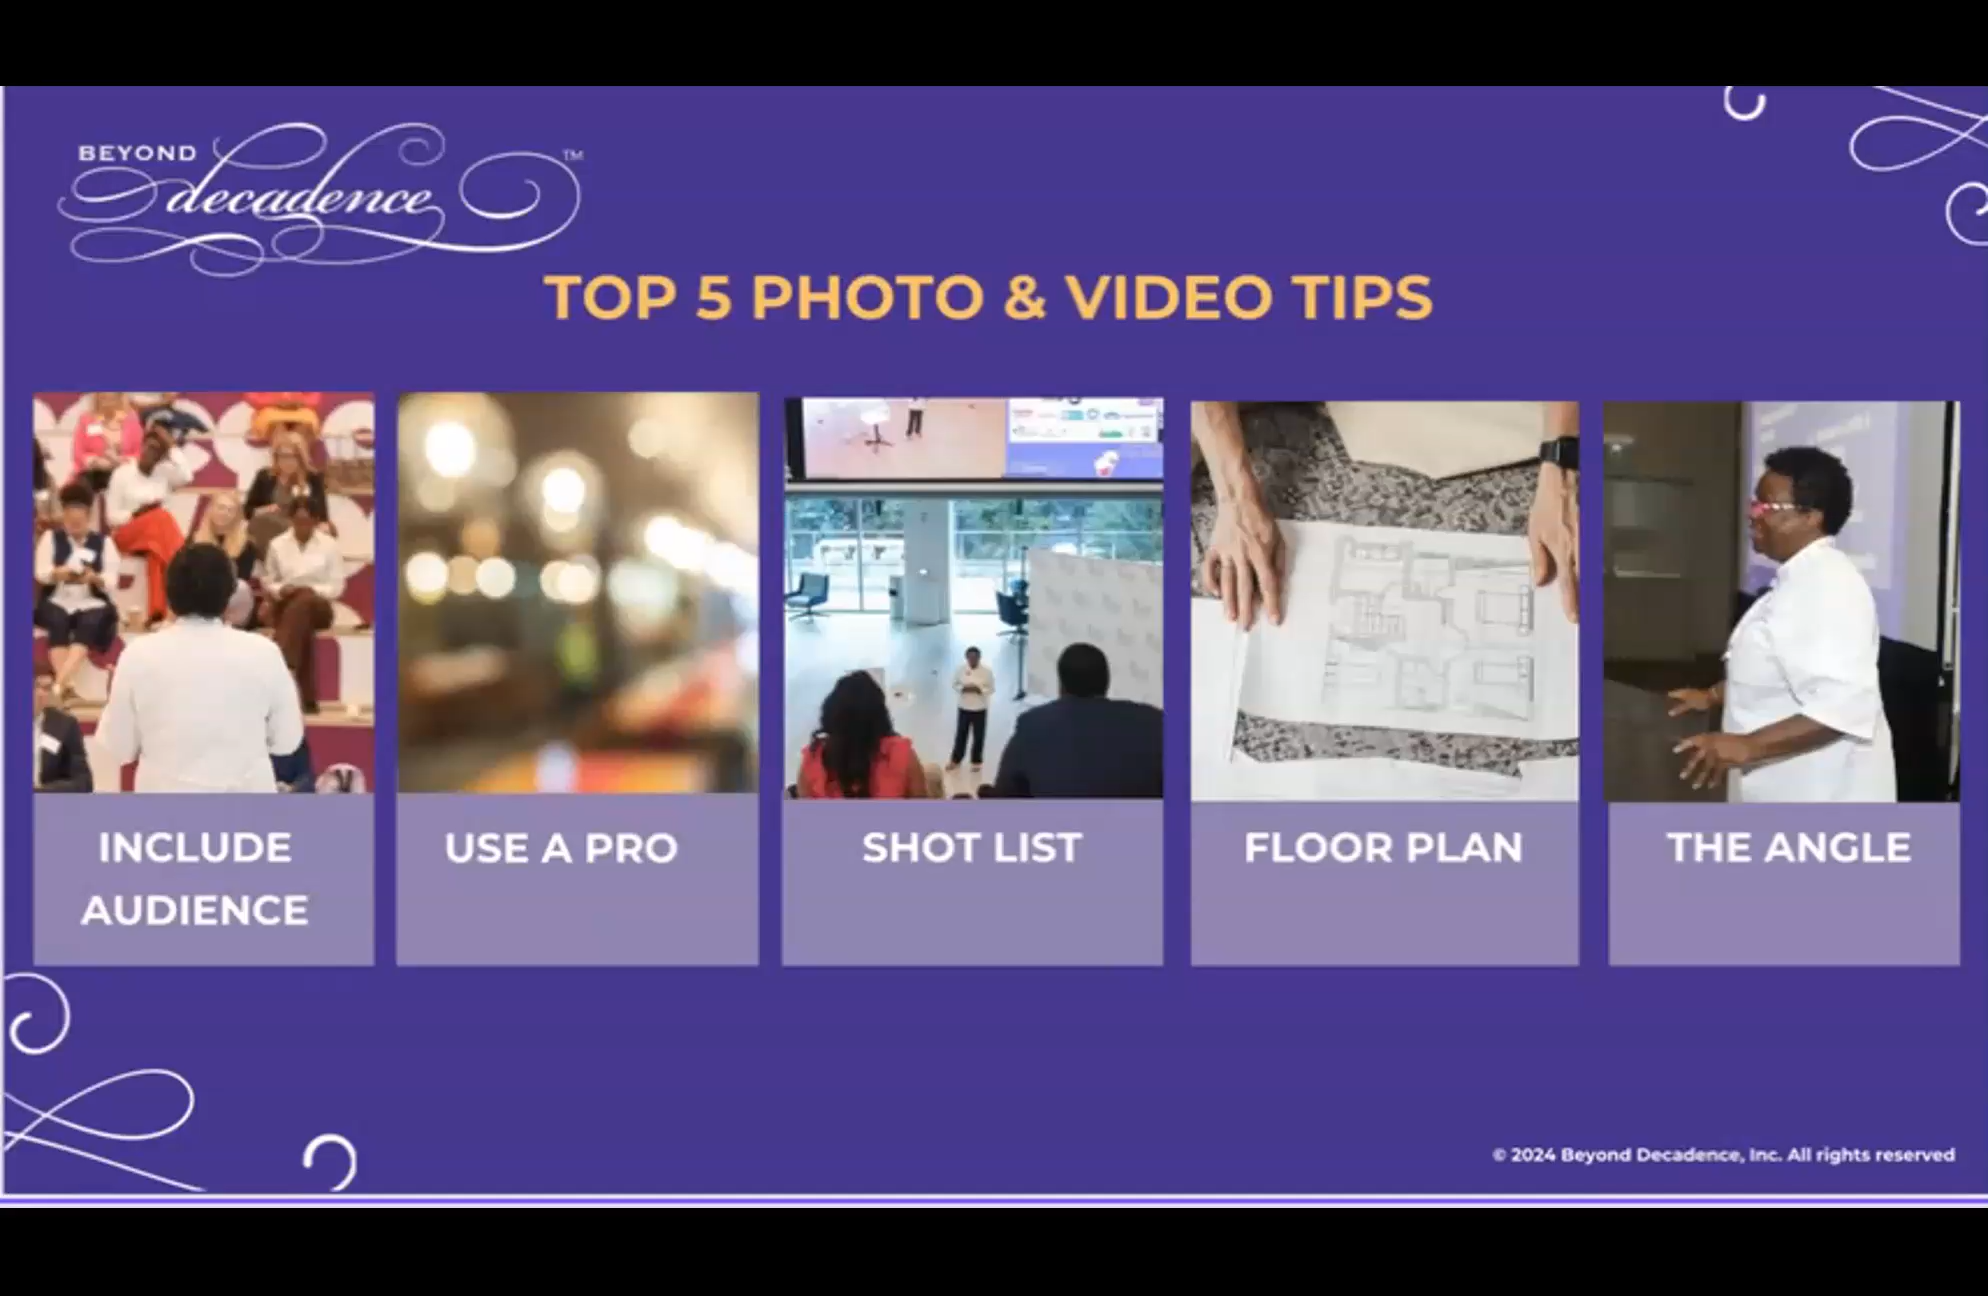 BEYOND
decadence
TM
TOP 5 PHOTO & VIDEO TIPS
INCLUDE
AUDIENCE
USE A PRO
SHOT LIST
FLOOR PLAN
THE ANGLE
© 2024 Beyond Decadence, Inc. All rights reserved